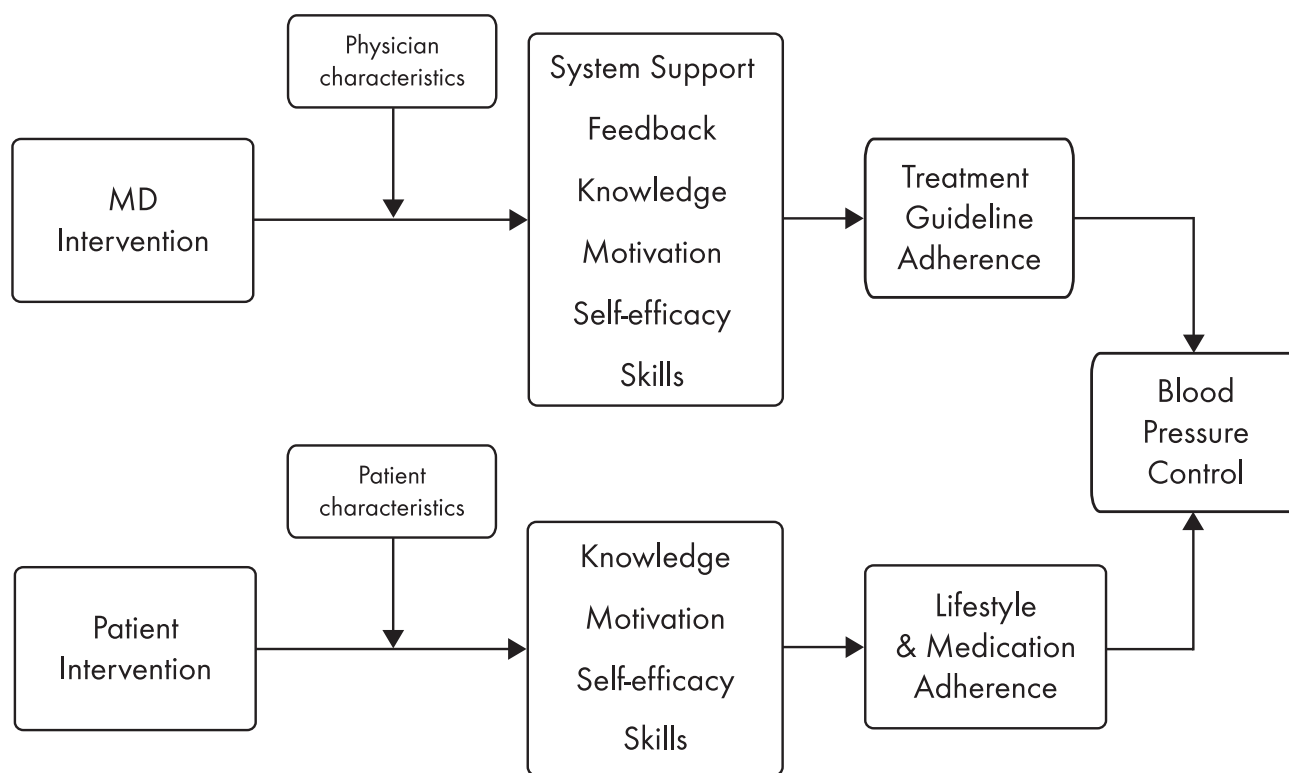 Physician
characteristics
System Support
Feedback
Knowledge
Motivation
Self-efficacy
Skills
MD
Intervention
Treatment
Guideline
Adherence
Blood
Pressure
Control
Patient
characteristics
Patient
Intervention
Knowledge
Motivation
Self-efficacy
Skills
Lifestyle
& Medication
Adherence